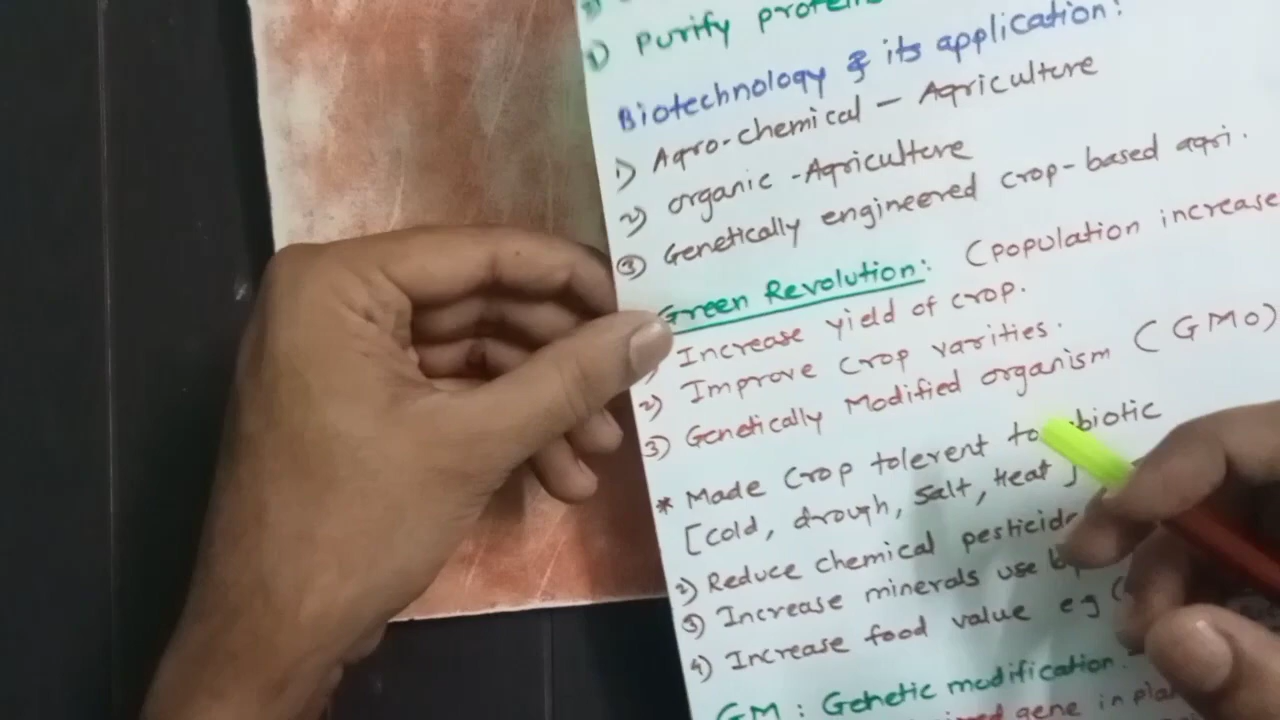 1) Purify protein
Biotechnology & its application:
1) Agro-chemical - Agriculture
2) organic - Agriculture
③ Genetically engineered crop-based agri.
Green Revolution: (population increase
1) Increase yield of crop.
2) Improve crop varities.
3) Genetically Modified organism (GMO)
* Made crop tolerent to abiotic
[cold, drough, salt, Heat]
2) Reduce chemical pesticide
③ Increase minerals use
4) Increase food value eg (
GM: Genetic modification:
gene in